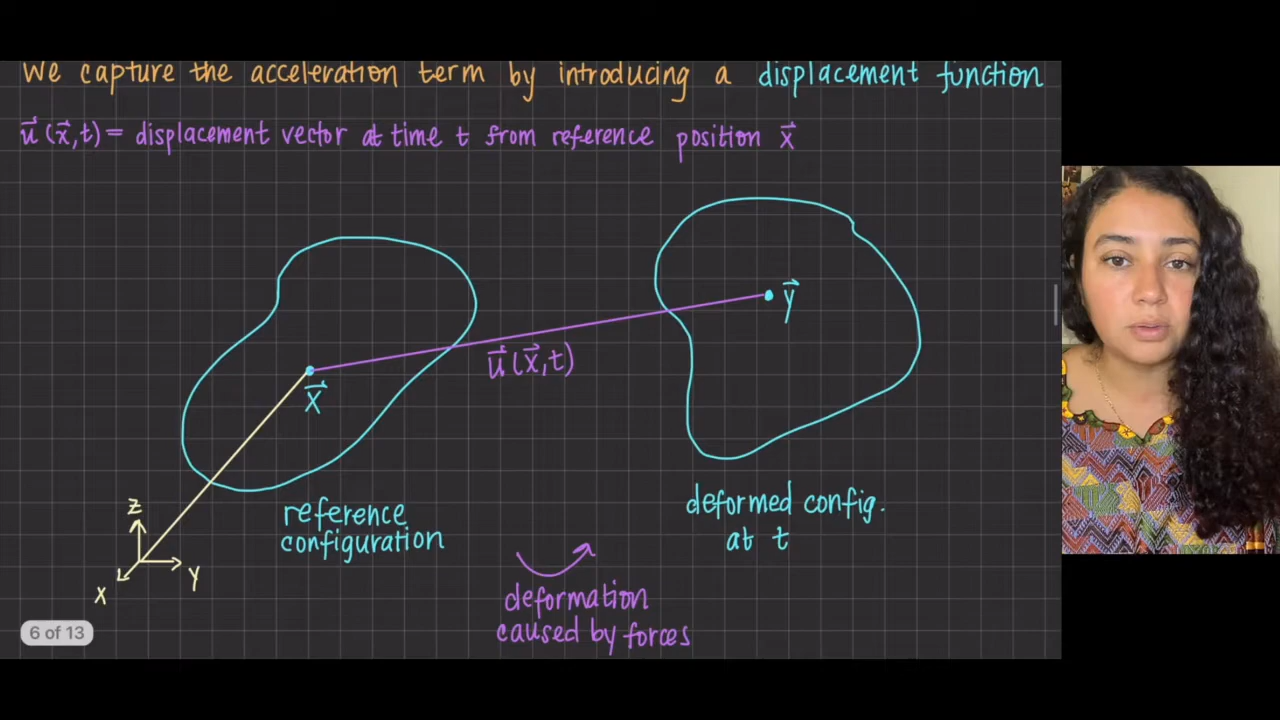 We capture the acceleration term by introducing a displacement function
u⃗ (x⃗,t) = displacement vector at time t from reference position x⃗
y⃗
u⃗ (x⃗,t)
x⃗
z
reference
configuration
deformed config.
at t
x
y
deformation
caused by forces
6 of 13